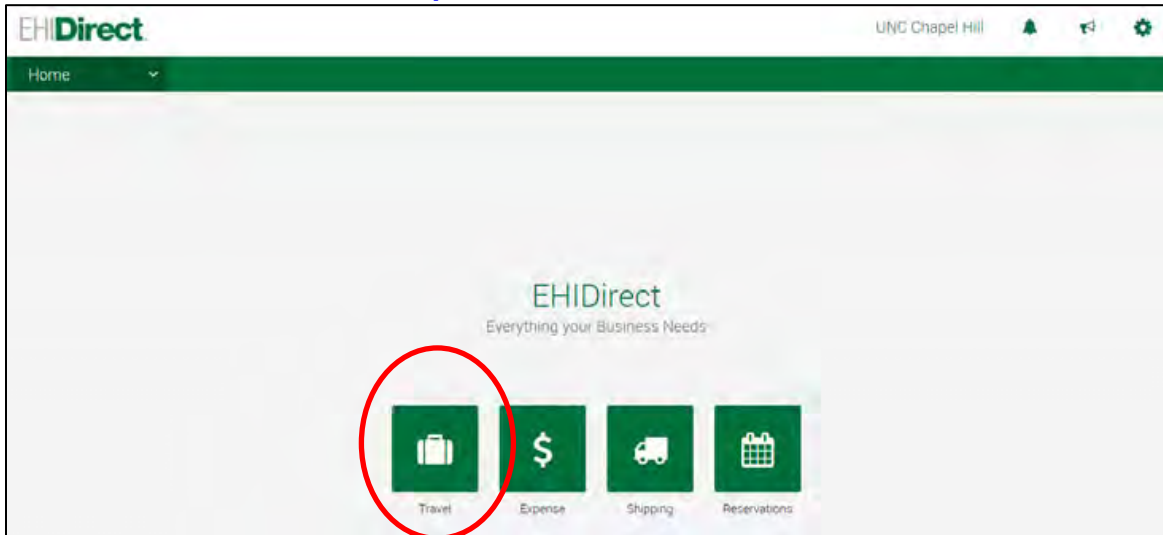 EHIDirect.
UNC Chapel Hill
Home
EHIDirect
Everything your Business Needs
$
Travel
Expense
Shipping
Reservations